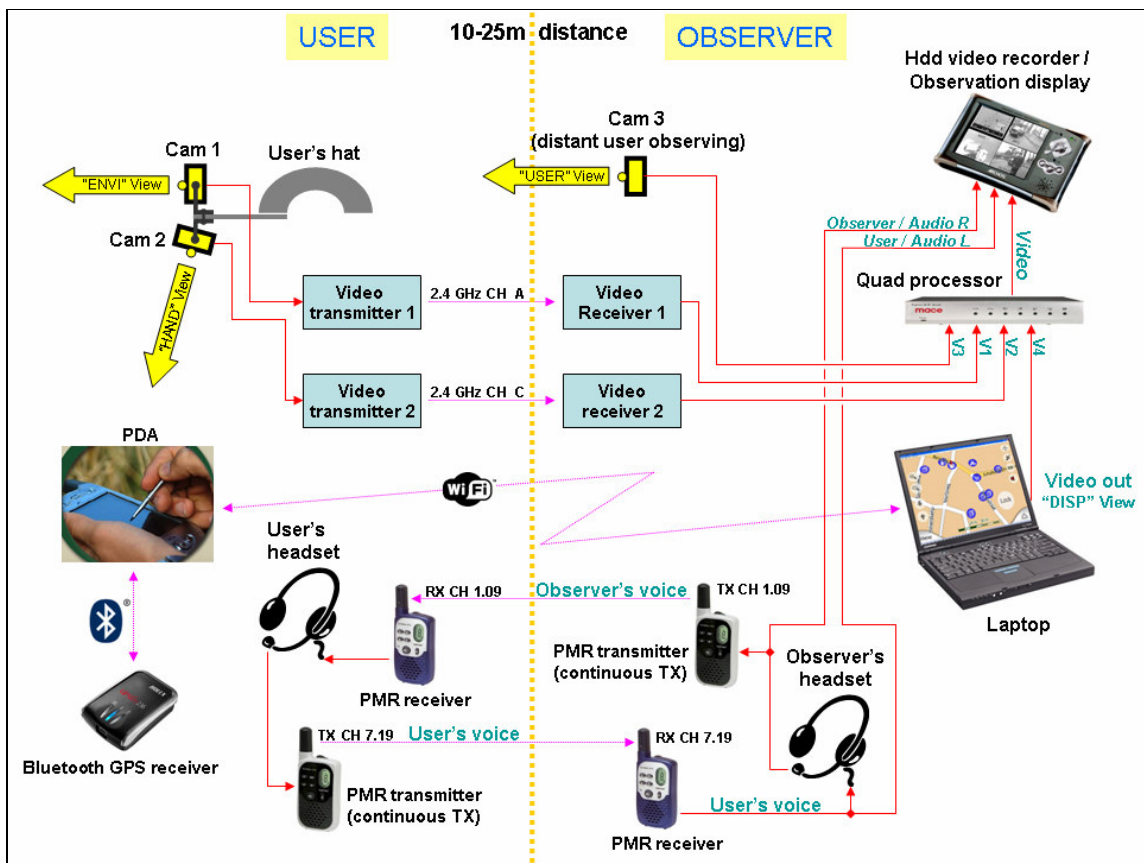 USER
10-25m distance
OBSERVER
Hdd video recorder /
Observation display
Cam 1
User's hat
Cam 3
(distant user observing)
"ENVI" View
"USER" View
Cam 2
"HAND" View
Observer / Audio R
User / Audio L
Video
Quad processor
mace
V3
V1
V2
V4
Video
transmitter 1
2.4 GHz CH A
Video
Receiver 1
Video
transmitter 2
2.4 GHz CH C
Video
receiver 2
PDA
Wi Fi
Video out
"DISP" View
Laptop
User's
headset
RX CH 1.09
Observer's voice
TX CH 1.09
PMR receiver
PMR transmitter
(continuous TX)
Observer's
headset
Bluetooth GPS receiver
TX CH 7.19
User's voice
RX CH 7.19
PMR transmitter
(continuous TX)
User's voice
PMR receiver